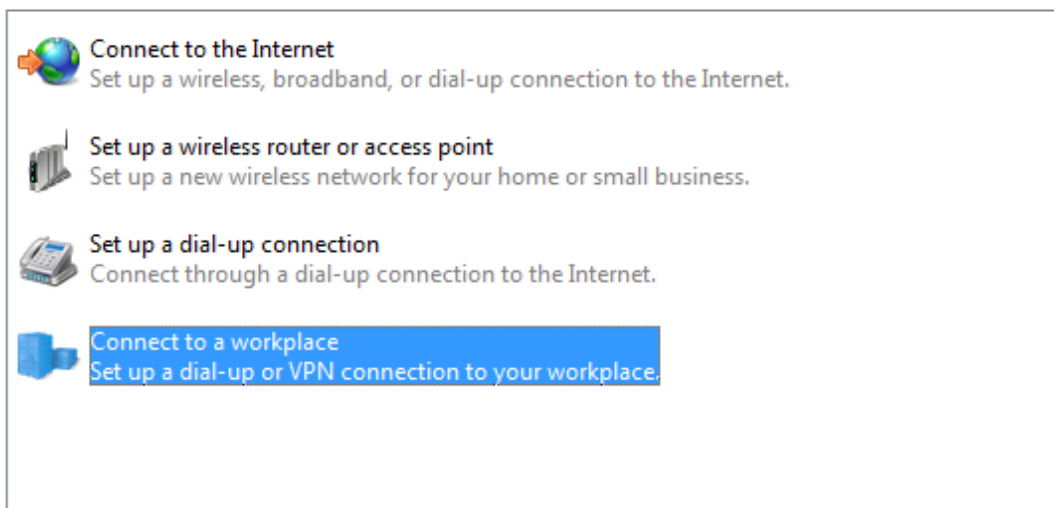 Connect to the Internet
Set up a wireless, broadband, or dial-up connection to the Internet.
Set up a wireless router or access point
Set up a new wireless network for your home or small business.
Set up a dial-up connection
Connect through a dial-up connection to the Internet.
Connect to a workplace
Set up a dial-up or VPN connection to your workplace.